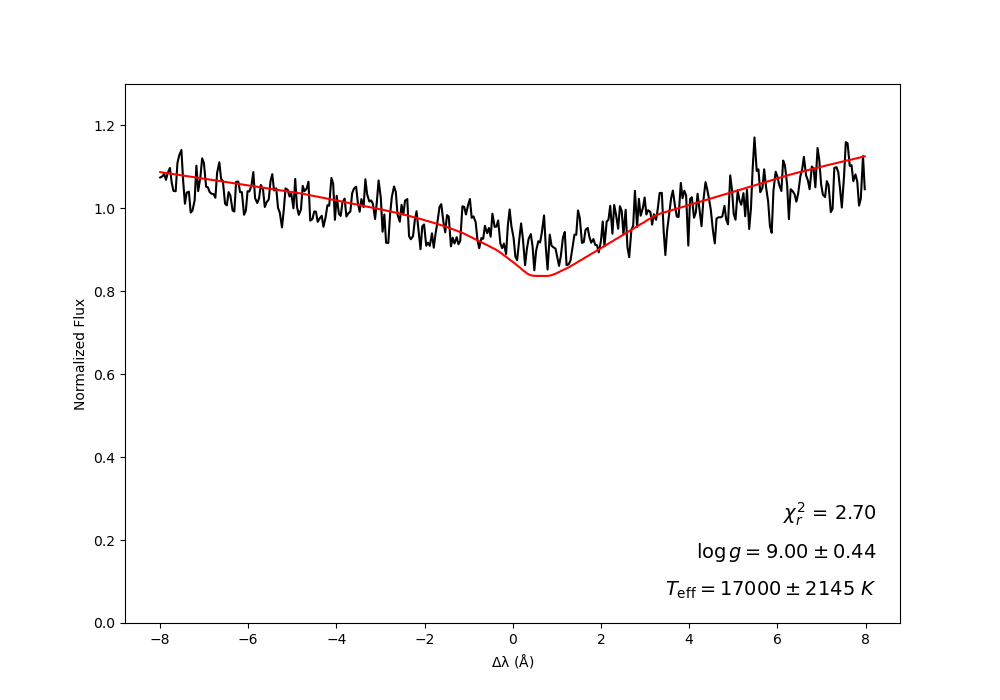 1.2
1.0
0.8
0.6
0.4
0.2
0.0
Normalized Flux
χ²ᵣ = 2.70
log g = 9.00 ± 0.44
T_eff = 17000 ± 2145 K
−8 −6 −4 −2 0 2 4 6 8
Δλ (Å)